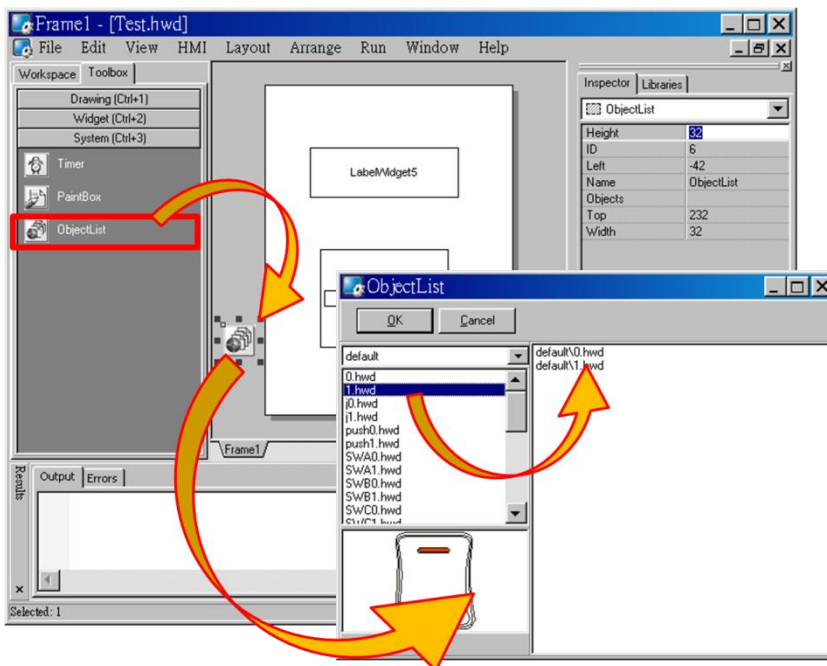 Frame1 - [Test.hwd]
File Edit View HMI Layout Arrange Run Window Help
Workspace Toolbox
Drawing (Ctrl+1)
Widget (Ctrl+2)
System (Ctrl+3)
Timer
PaintBox
ObjectList
LabelWidget5
Frame1
Inspector Libraries
ObjectList
Height 32
ID 6
Left -42
Name ObjectList
Objects
Top 232
Width 32
ObjectList
OK Cancel
default
0.hwd
1.hwd
j0.hwd
j1.hwd
push0.hwd
push1.hwd
SWA0.hwd
SWA1.hwd
SWB0.hwd
SWB1.hwd
SWC0.hwd
SWC1.hwd
default\0.hwd
default\1.hwd
Results
Output Errors
Selected: 1